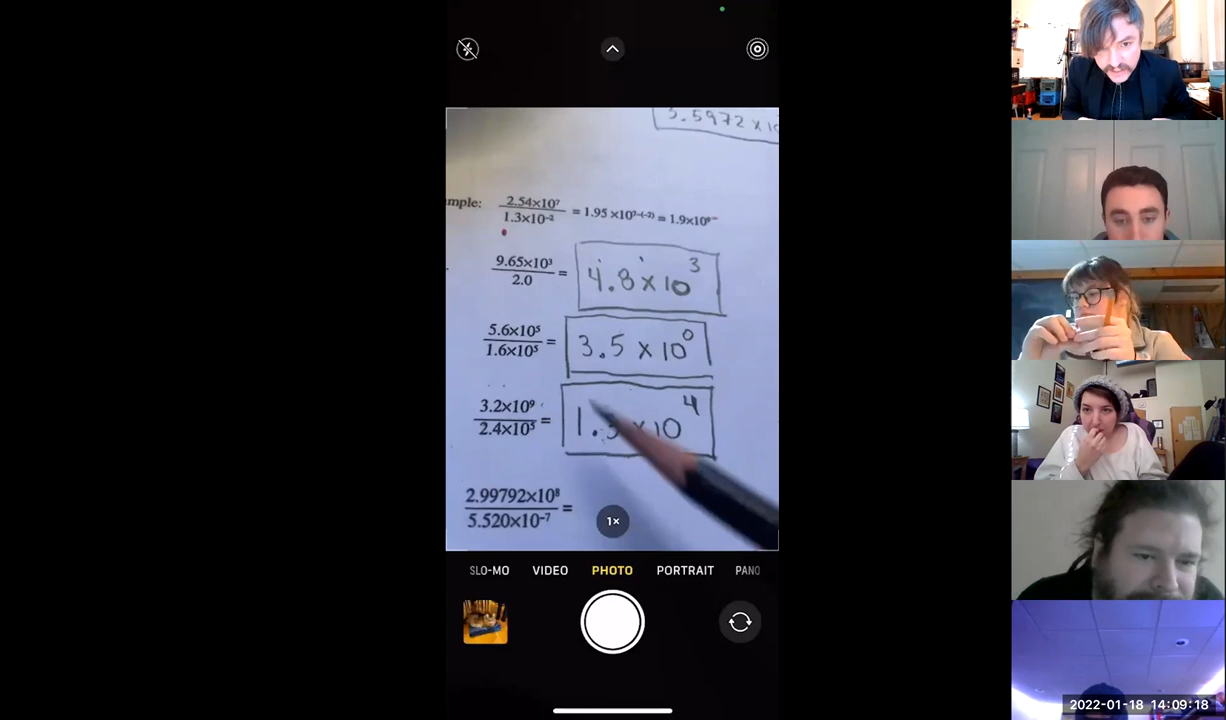 3.5972 x 10
mple: 2.54×10⁷ / 1.3×10⁻² = 1.95 ×10⁷⁻⁽⁻²⁾ = 1.9x10⁹
9.65×10³ / 2.0 = 4.8 x 10³
5.6×10⁵ / 1.6×10⁵ = 3.5 x 10⁰
3.2×10⁹ / 2.4×10⁵ = 1.3 x 10⁴
2.99792×10⁸ / 5.520×10⁻⁷ =
1×
SLO-MO VIDEO PHOTO PORTRAIT PANO
2022-01-18 14:09:18